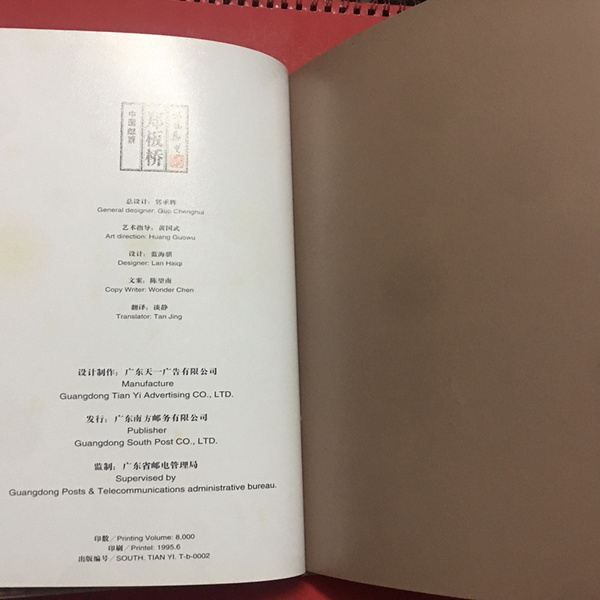 中国邮票
郑板桥
总设计：郭承辉
General designer: Guo Chenghui
艺术指导：黄国武
Art direction: Huang Guowu
设计：蓝海骐
Designer: Lan Haiqi
文案：陈望南
Copy Writer: Wonder Chen
翻译：谈静
Translator: Tan Jing
设计制作：广东天一广告有限公司
Manufacture
Guangdong Tian Yi Advertising CO., LTD.
发行：广东南方邮务有限公司
Publisher
Guangdong South Post CO., LTD.
监制：广东省邮电管理局
Supervised by
Guangdong Posts & Telecommunications administrative bureau.
印数／Printing Volume: 8,000
印刷／Printel: 1995.6
出版编号／SOUTH. TIAN YI. T-b-0002